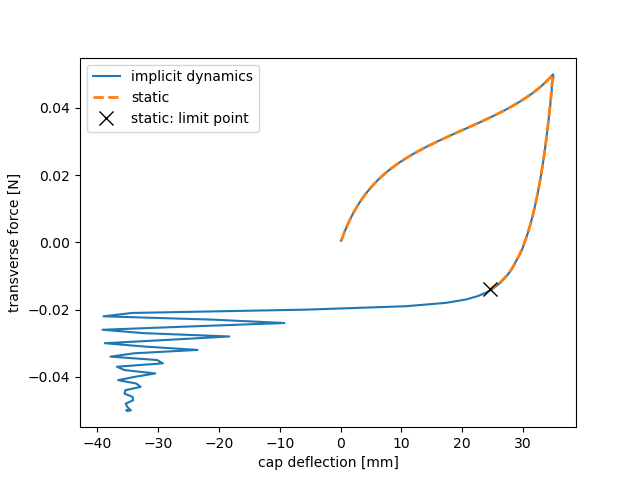 implicit dynamics
static
static: limit point
transverse force [N]
0.04
0.02
0.00
−0.02
−0.04
−40
−30
−20
−10
0
10
20
30
cap deflection [mm]